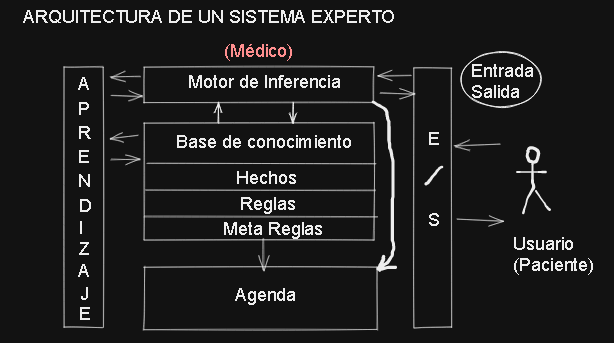 ARQUITECTURA DE UN SISTEMA EXPERTO
(Médico)
APRENDIZAJE
Motor de Inferencia
Base de conocimiento
Hechos
Reglas
Meta Reglas
Agenda
E/S
Entrada
Salida
Usuario
(Paciente)